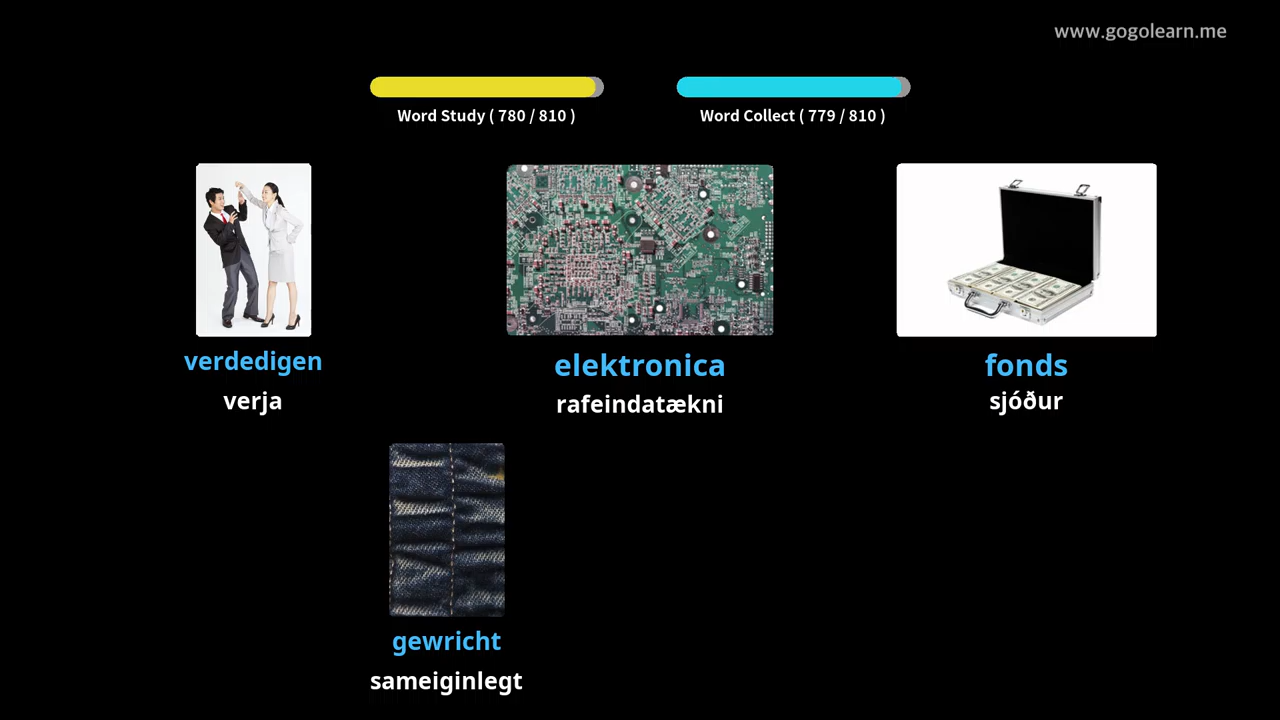 www.gogolearn.me
Word Study ( 780 / 810 )
Word Collect ( 779 / 810 )
verdedigen
verja
elektronica
rafeindatækni
fonds
sjóður
gewricht
sameiginlegt